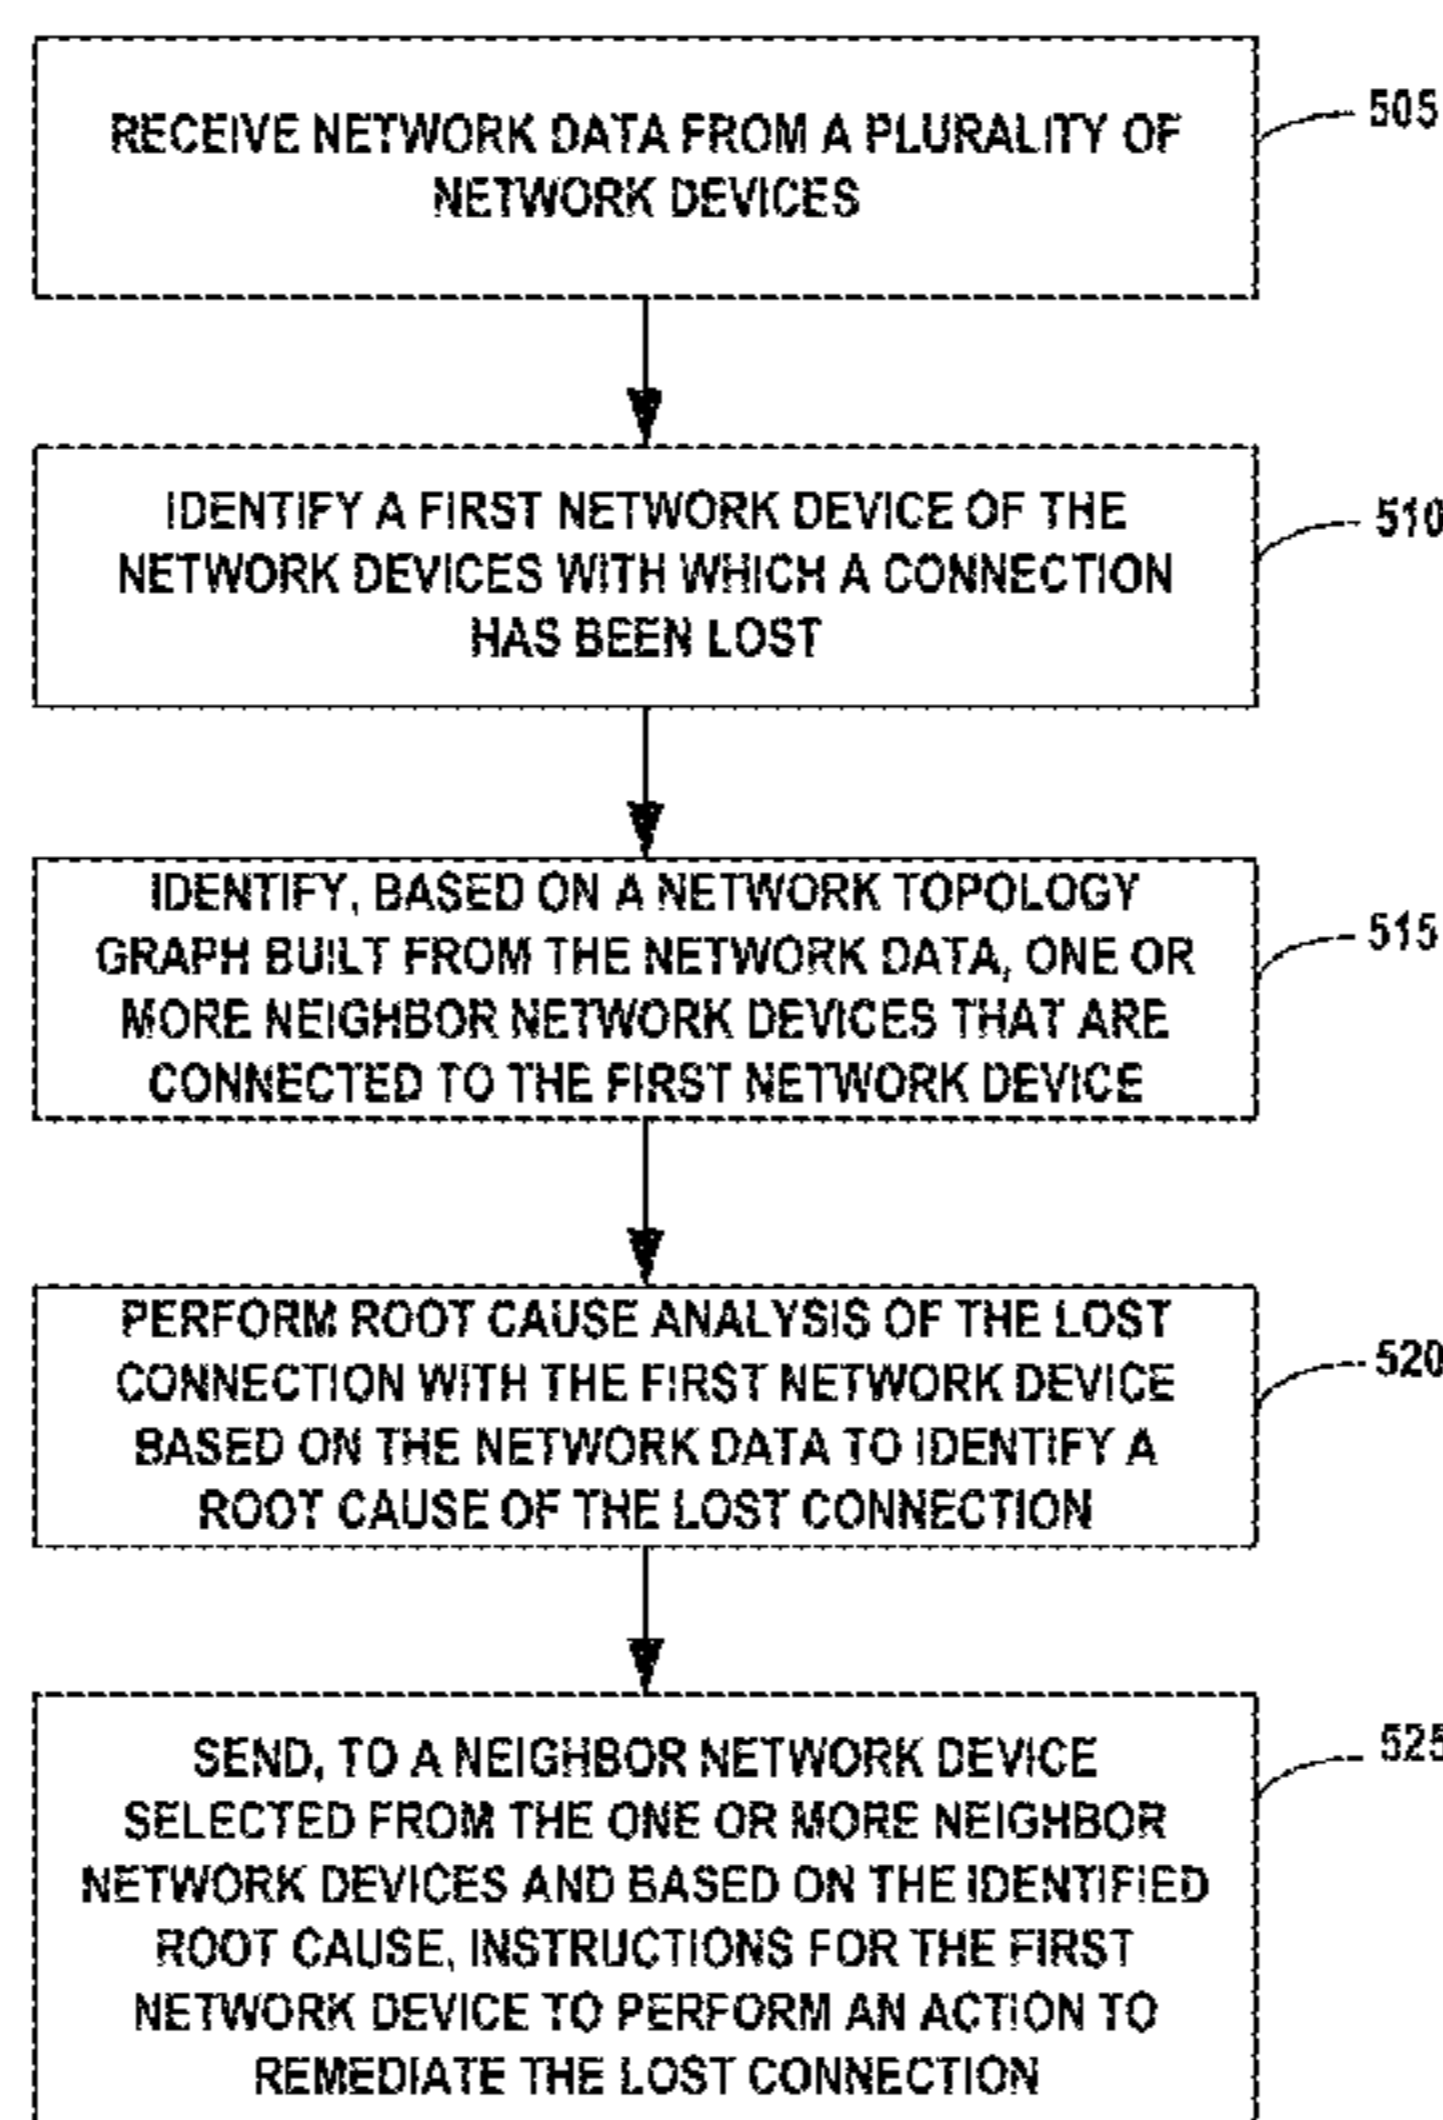 RECEIVE NETWORK DATA FROM A PLURALITY OF
NETWORK DEVICES
505
IDENTIFY A FIRST NETWORK DEVICE OF THE
NETWORK DEVICES WITH WHICH A CONNECTION
HAS BEEN LOST
510
IDENTIFY, BASED ON A NETWORK TOPOLOGY
GRAPH BUILT FROM THE NETWORK DATA, ONE OR
MORE NEIGHBOR NETWORK DEVICES THAT ARE
CONNECTED TO THE FIRST NETWORK DEVICE
515
PERFORM ROOT CAUSE ANALYSIS OF THE LOST
CONNECTION WITH THE FIRST NETWORK DEVICE
BASED ON THE NETWORK DATA TO IDENTIFY A
ROOT CAUSE OF THE LOST CONNECTION
520
SEND, TO A NEIGHBOR NETWORK DEVICE
SELECTED FROM THE ONE OR MORE NEIGHBOR
NETWORK DEVICES AND BASED ON THE IDENTIFIED
ROOT CAUSE, INSTRUCTIONS FOR THE FIRST
NETWORK DEVICE TO PERFORM AN ACTION TO
REMEDIATE THE LOST CONNECTION
525